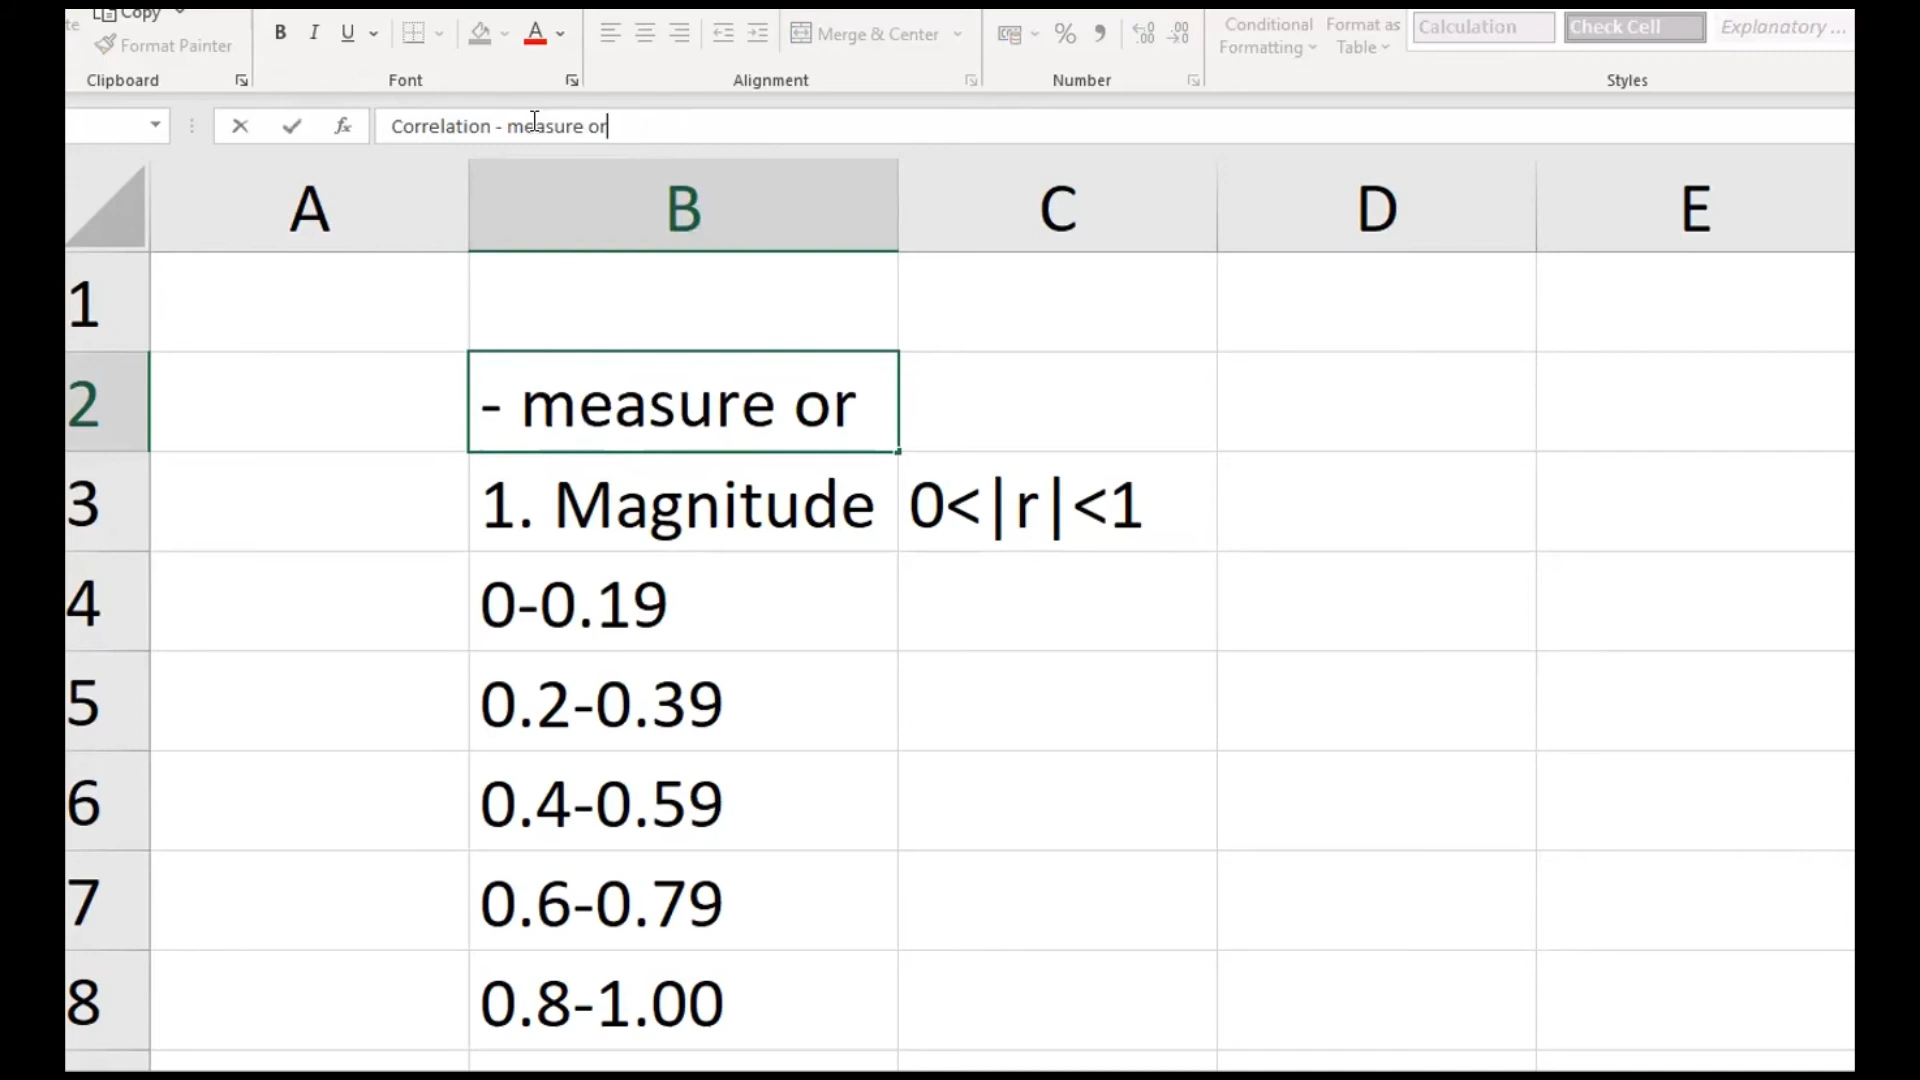 te Copy
Format Painter
B I U A
Merge & Center
%
Conditional Formatting
Format as Table
Calculation
Check Cell
Explanatory ...
Clipboard
Font
Alignment
Number
Styles
fx
Correlation - measure or
A B C D E
1
2 - measure or
3 1. Magnitude 0<|r|<1
4 0-0.19
5 0.2-0.39
6 0.4-0.59
7 0.6-0.79
8 0.8-1.00